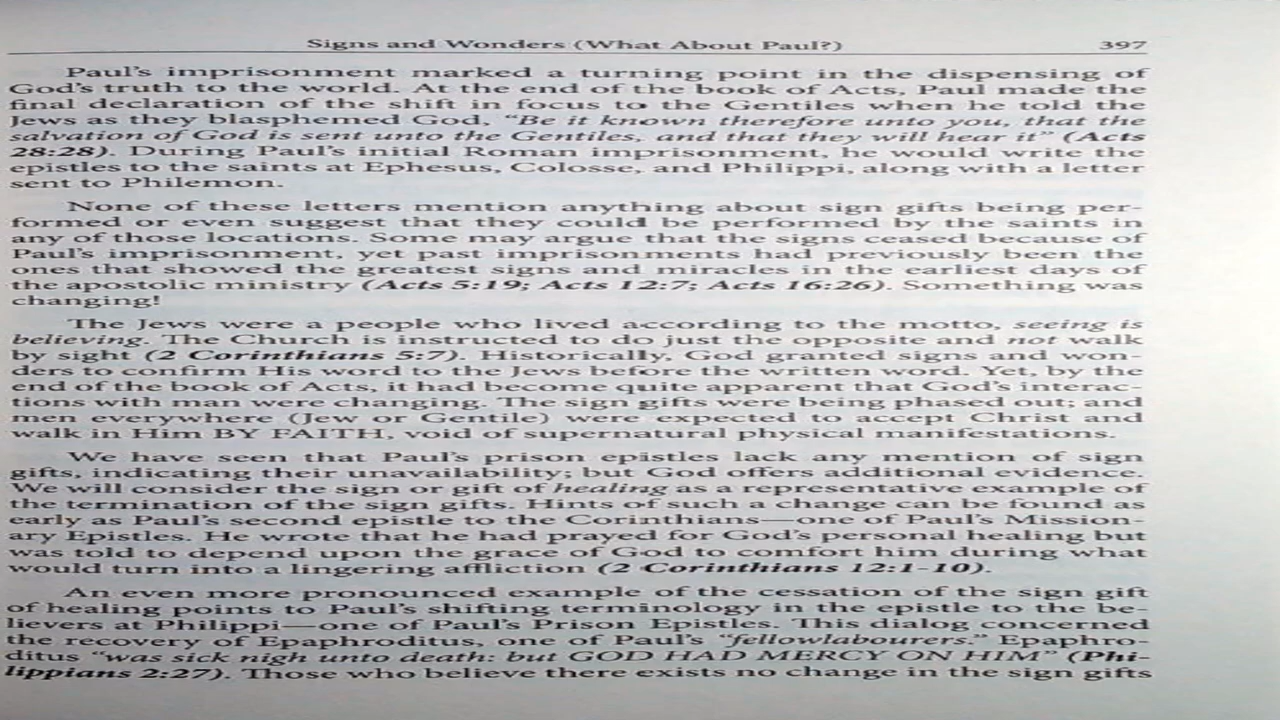 Signs and Wonders (What About Paul?) 397
Paul's imprisonment marked a turning point in the dispensing of
God's truth to the world. At the end of the book of Acts, Paul made the
final declaration of the shift in focus to the Gentiles when he told the
Jews as they blasphemed God, “Be it known therefore unto you, that the
salvation of God is sent unto the Gentiles, and that they will hear it” (Acts
28:28). During Paul's initial Roman imprisonment, he would write the
epistles to the saints at Ephesus, Colosse, and Philippi, along with a letter
sent to Philemon.
None of these letters mention anything about sign gifts being per-
formed or even suggest that they could be performed by the saints in
any of those locations. Some may argue that the signs ceased because of
Paul's imprisonment, yet past imprisonments had previously been the
ones that showed the greatest signs and miracles in the earliest days of
the apostolic ministry (Acts 5:19; Acts 12:7; Acts 16:26). Something was
changing!
The Jews were a people who lived according to the motto, seeing is
believing. The Church is instructed to do just the opposite and not walk
by sight (2 Corinthians 5:7). Historically, God granted signs and won-
ders to confirm His word to the Jews before the written word. Yet, by the
end of the book of Acts, it had become quite apparent that God's interac-
tions with man were changing. The sign gifts were being phased out; and
men everywhere (Jew or Gentile) were expected to accept Christ and
walk in Him BY FAITH, void of supernatural physical manifestations.
We have seen that Paul's prison epistles lack any mention of sign
gifts, indicating their unavailability; but God offers additional evidence.
We will consider the sign or gift of healing as a representative example of
the termination of the sign gifts. Hints of such a change can be found as
early as Paul's second epistle to the Corinthians—one of Paul's Mission-
ary Epistles. He wrote that he had prayed for God's personal healing but
was told to depend upon the grace of God to comfort him during what
would turn into a lingering affliction (2 Corinthians 12:1-10).
An even more pronounced example of the cessation of the sign gift
of healing points to Paul's shifting terminology in the epistle to the be-
lievers at Philippi—one of Paul's Prison Epistles. This dialog concerned
the recovery of Epaphroditus, one of Paul's “fellowlabourers.” Epaphro-
ditus “was sick nigh unto death: but GOD HAD MERCY ON HIM” (Phi-
lippians 2:27). Those who believe there exists no change in the sign gifts